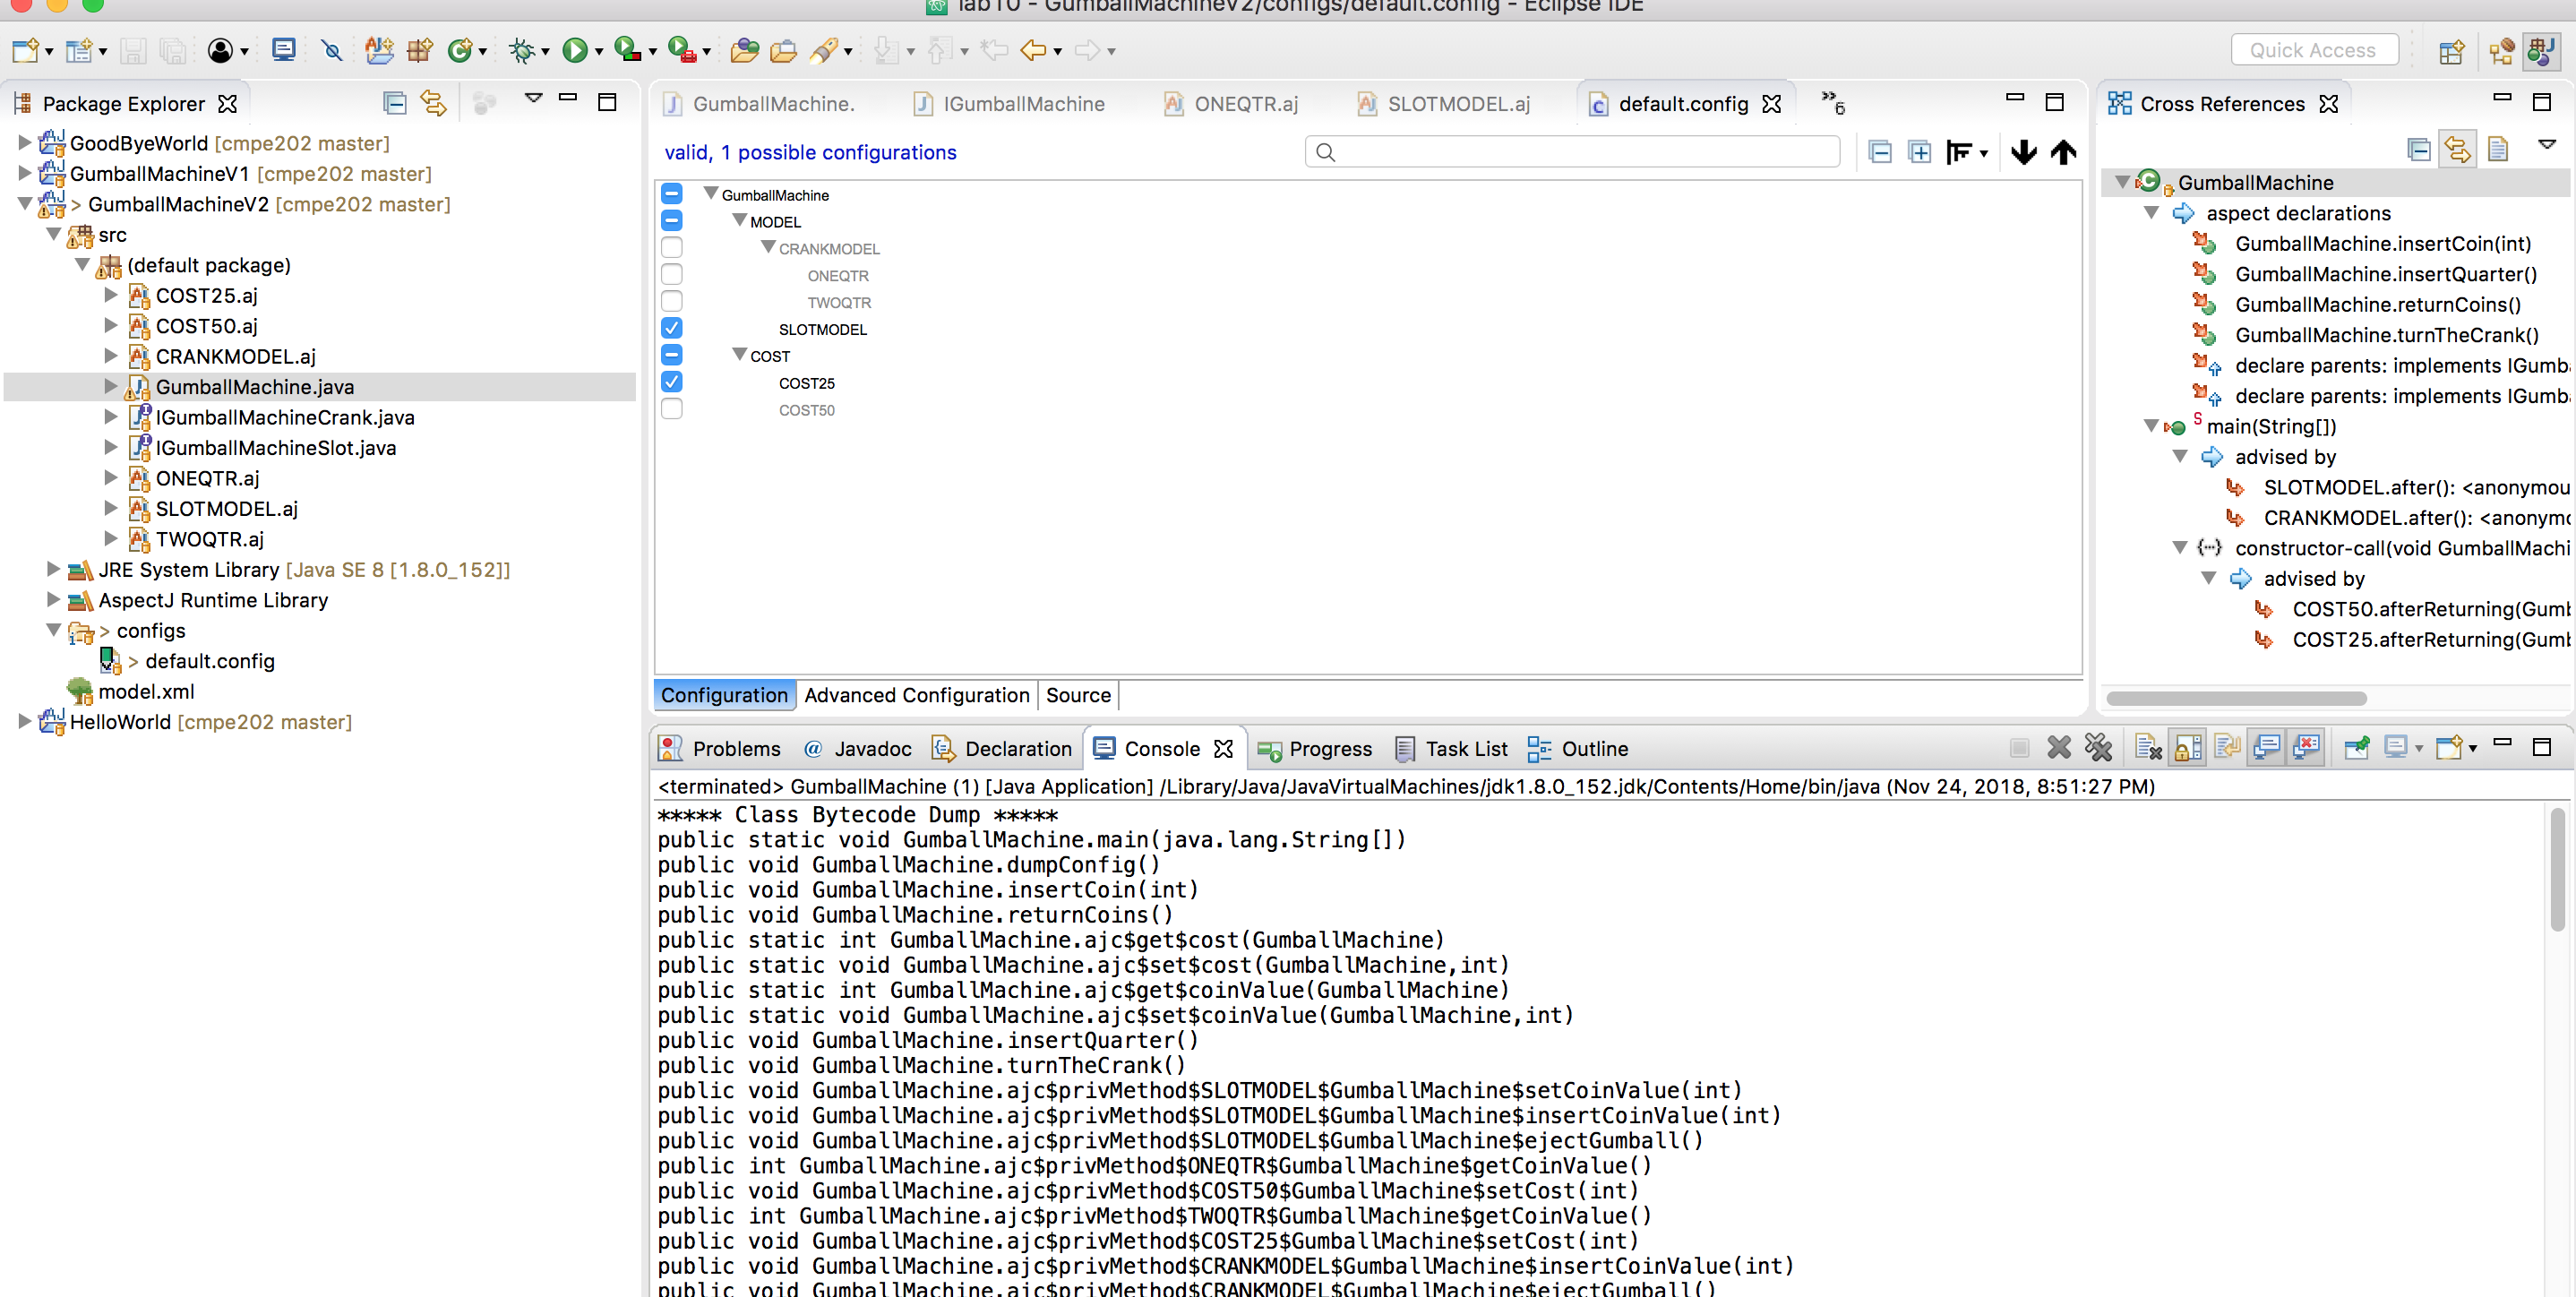 lab10 - GumballMachineV2/configs/default.config - Eclipse IDE
Quick Access
Package Explorer
GoodByeWorld [cmpe202 master]
GumballMachineV1 [cmpe202 master]
> GumballMachineV2 [cmpe202 master]
src
(default package)
COST25.aj
COST50.aj
CRANKMODEL.aj
GumballMachine.java
IGumballMachineCrank.java
IGumballMachineSlot.java
ONEQTR.aj
SLOTMODEL.aj
TWOQTR.aj
JRE System Library [Java SE 8 [1.8.0_152]]
AspectJ Runtime Library
> configs
> default.config
model.xml
HelloWorld [cmpe202 master]
GumballMachine. IGumballMachine ONEQTR.aj SLOTMODEL.aj default.config »6
valid, 1 possible configurations
GumballMachine
MODEL
CRANKMODEL
ONEQTR
TWOQTR
SLOTMODEL
COST
COST25
COST50
Configuration Advanced Configuration Source
Cross References
GumballMachine
aspect declarations
GumballMachine.insertCoin(int)
GumballMachine.insertQuarter()
GumballMachine.returnCoins()
GumballMachine.turnTheCrank()
declare parents: implements IGumb
declare parents: implements IGumb
S main(String[])
advised by
SLOTMODEL.after(): <anonymou
CRANKMODEL.after(): <anonymo
constructor-call(void GumballMachi
advised by
COST50.afterReturning(Gumb
COST25.afterReturning(Gumb
Problems @ Javadoc Declaration Console Progress Task List Outline
<terminated> GumballMachine (1) [Java Application] /Library/Java/JavaVirtualMachines/jdk1.8.0_152.jdk/Contents/Home/bin/java (Nov 24, 2018, 8:51:27 PM)
***** Class Bytecode Dump *****
public static void GumballMachine.main(java.lang.String[])
public void GumballMachine.dumpConfig()
public void GumballMachine.insertCoin(int)
public void GumballMachine.returnCoins()
public static int GumballMachine.ajc$get$cost(GumballMachine)
public static void GumballMachine.ajc$set$cost(GumballMachine,int)
public static int GumballMachine.ajc$get$coinValue(GumballMachine)
public static void GumballMachine.ajc$set$coinValue(GumballMachine,int)
public void GumballMachine.insertQuarter()
public void GumballMachine.turnTheCrank()
public void GumballMachine.ajc$privMethod$SLOTMODEL$GumballMachine$setCoinValue(int)
public void GumballMachine.ajc$privMethod$SLOTMODEL$GumballMachine$insertCoinValue(int)
public void GumballMachine.ajc$privMethod$SLOTMODEL$GumballMachine$ejectGumball()
public int GumballMachine.ajc$privMethod$ONEQTR$GumballMachine$getCoinValue()
public void GumballMachine.ajc$privMethod$COST50$GumballMachine$setCost(int)
public int GumballMachine.ajc$privMethod$TWOQTR$GumballMachine$getCoinValue()
public void GumballMachine.ajc$privMethod$COST25$GumballMachine$setCost(int)
public void GumballMachine.ajc$privMethod$CRANKMODEL$GumballMachine$insertCoinValue(int)
public void GumballMachine.ajc$privMethod$CRANKMODEL$GumballMachine$ejectGumball()